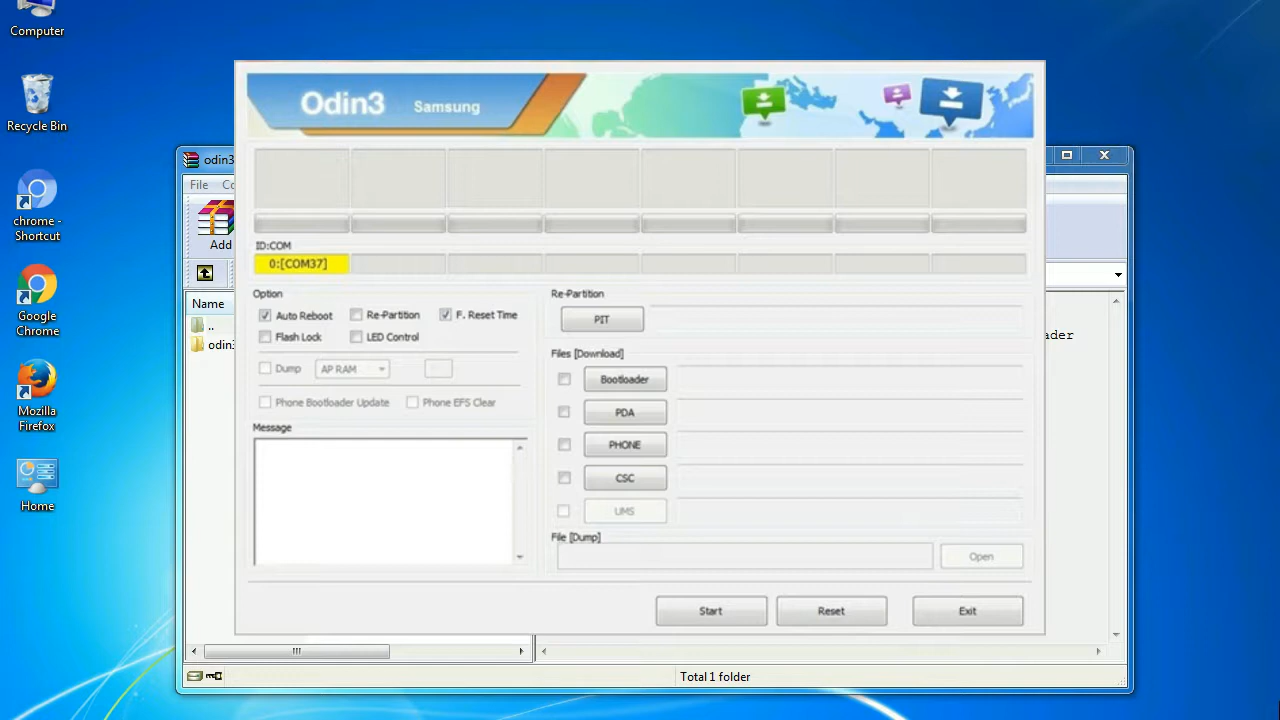 Computer
Recycle Bin
chrome -
Shortcut
Google
Chrome
Mozilla
Firefox
Home
odin3
File Co
Add
Name
..
odin3
ader
Total 1 folder
Odin3 Samsung
ID:COM
0:[COM37]
Option
Auto Reboot Re-Partition F. Reset Time
Flash Lock LED Control
Dump AP RAM
Phone Bootloader Update Phone EFS Clear
Message
Re-Partition
PIT
Files [Download]
Bootloader
PDA
PHONE
CSC
UMS
File [Dump]
Open
Start Reset Exit